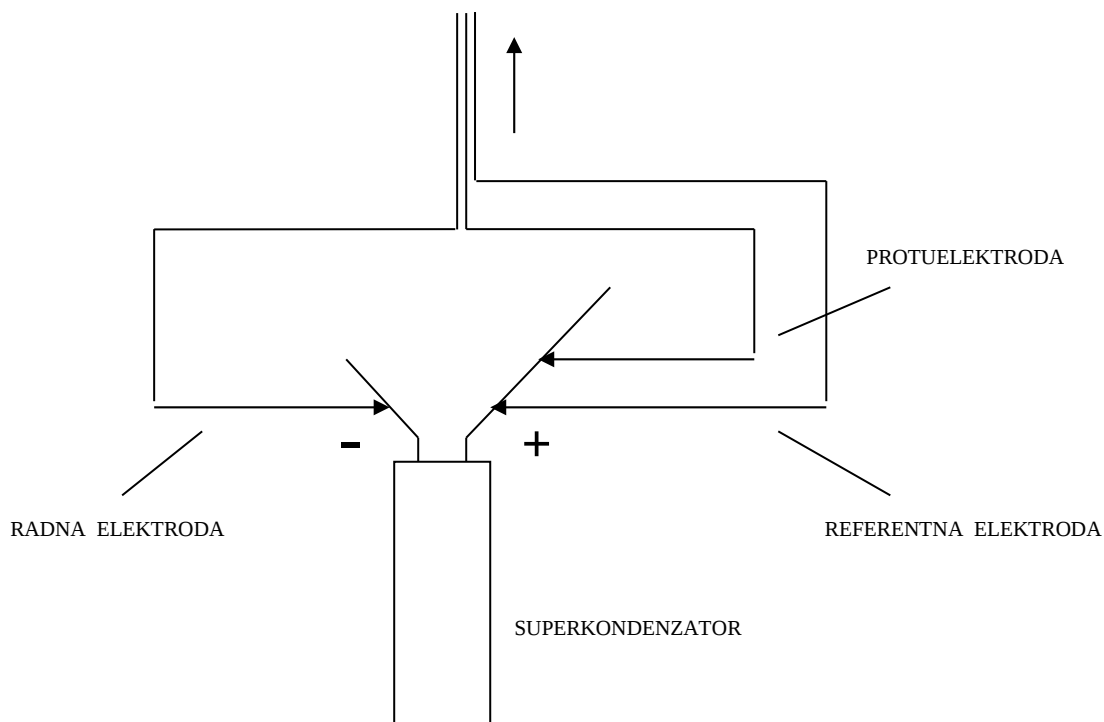 PROTUELEKTRODA
- +
RADNA ELEKTRODA
REFERENTNA ELEKTRODA
SUPERKONDENZATOR